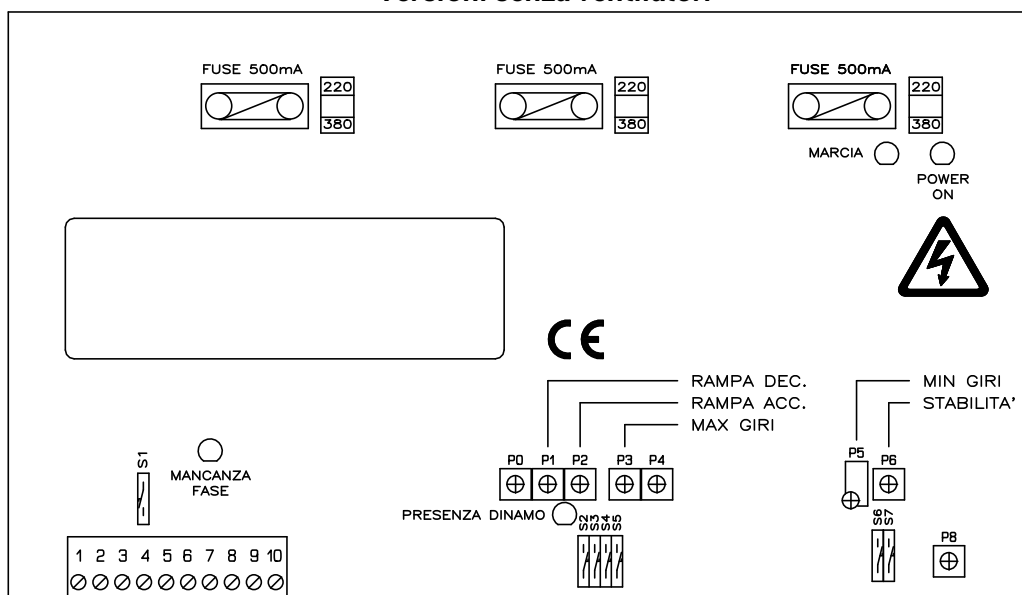 FUSE 500mA FUSE 500mA FUSE 500mA
220 220 220
380 380 380
MARCIA
POWER
ON
CE
RAMPA DEC. MIN GIRI
RAMPA ACC. STABILITA'
MAX GIRI
S1
MANCANZA
FASE
P0 P1 P2 P3 P4 P5 P6
PRESENZA DINAMO
S2 S3 S4 S5 S6 S7
P8
1 2 3 4 5 6 7 8 9 10